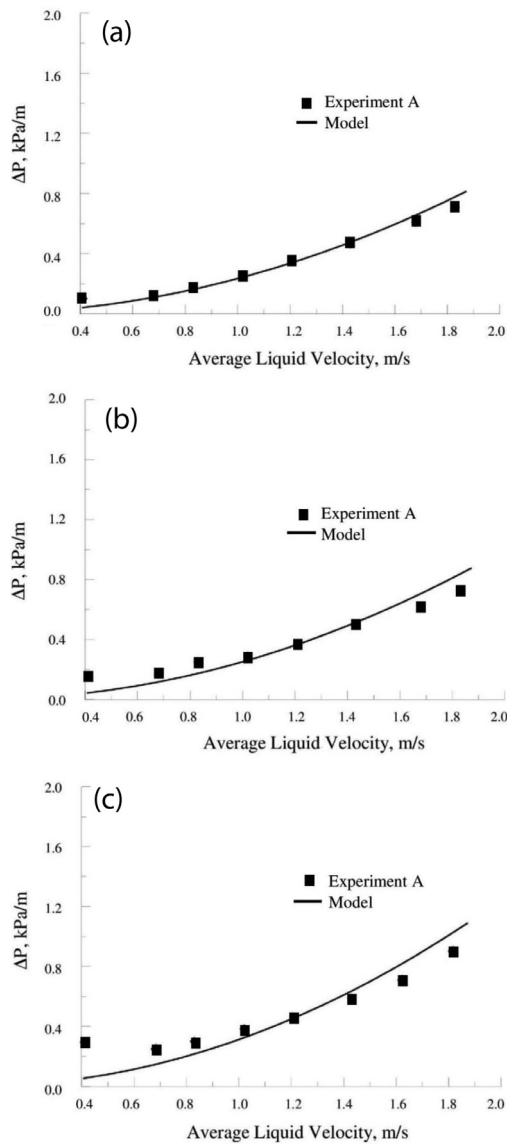 (a)
2.0
1.6
1.2
0.8
0.4
0.0
ΔP, kPa/m
Experiment A
Model
0.4 0.6 0.8 1.0 1.2 1.4 1.6 1.8 2.0
Average Liquid Velocity, m/s
(b)
2.0
1.6
1.2
0.8
0.4
0.0
ΔP, kPa/m
Experiment A
Model
0.4 0.6 0.8 1.0 1.2 1.4 1.6 1.8 2.0
Average Liquid Velocity, m/s
(c)
2.0
1.6
1.2
0.8
0.4
0.0
ΔP, kPa/m
Experiment A
Model
0.4 0.6 0.8 1.0 1.2 1.4 1.6 1.8 2.0
Average Liquid Velocity, m/s